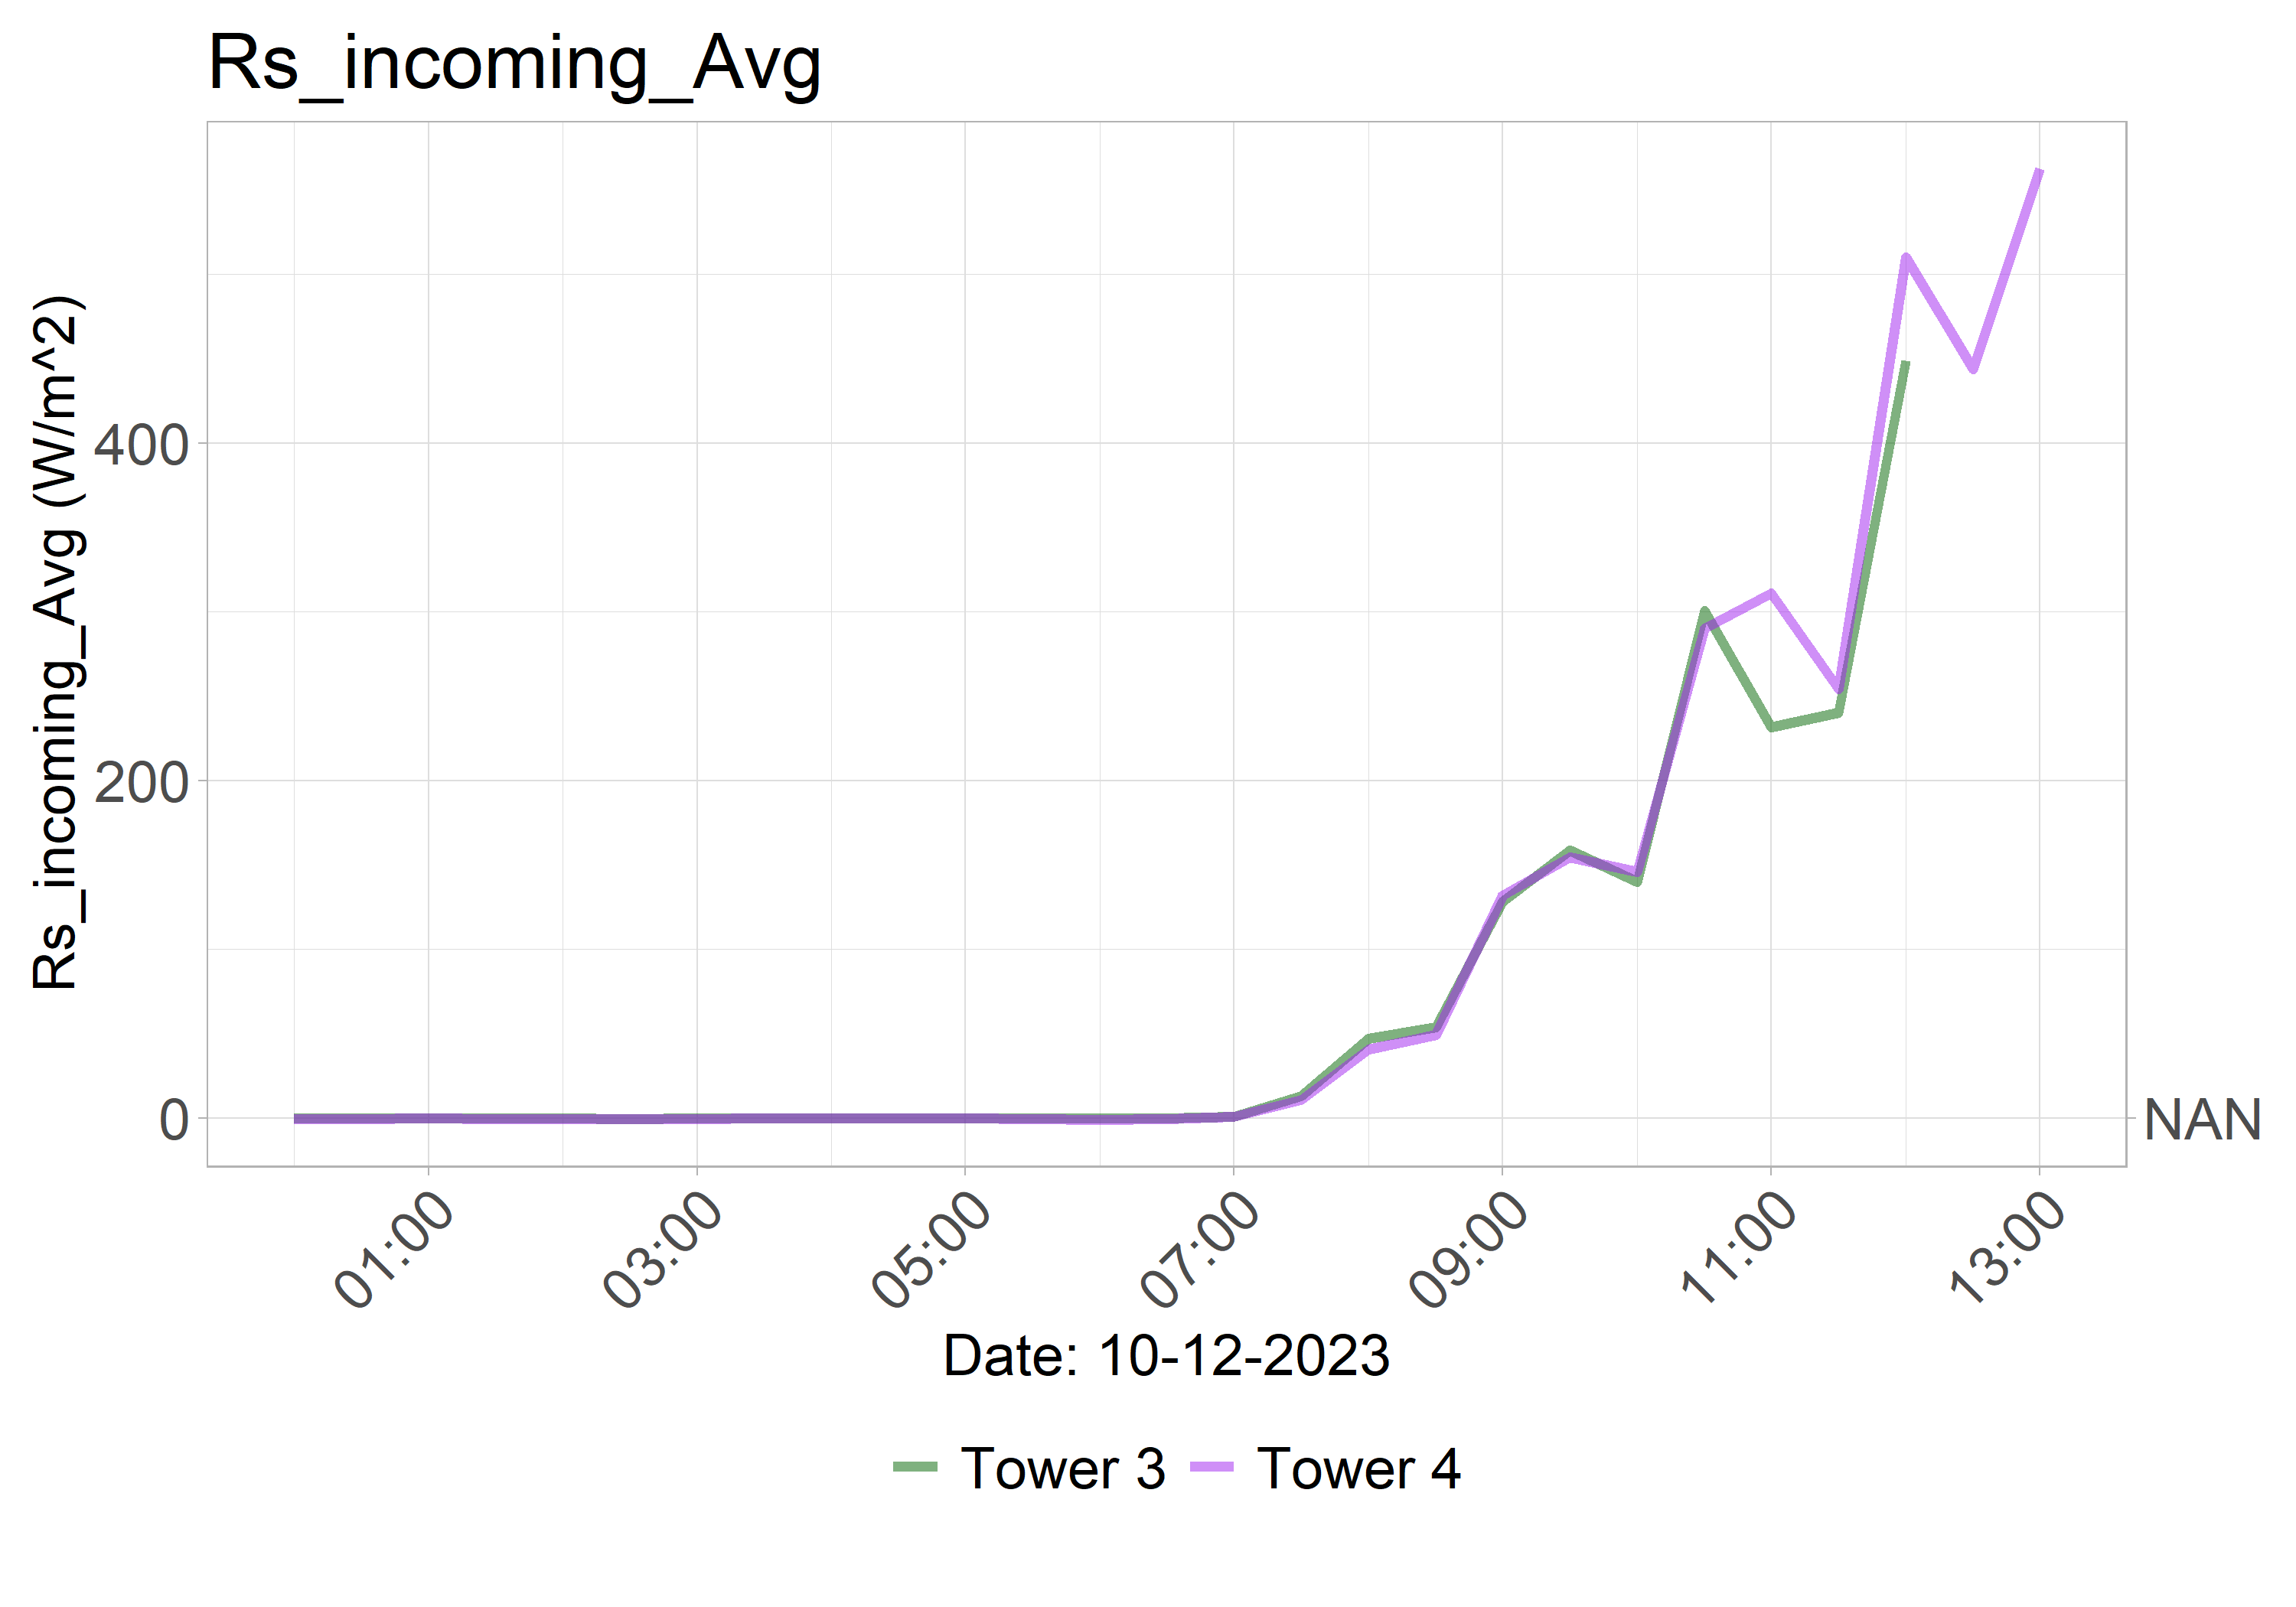 Rs_incoming_Avg
Rs_incoming_Avg (W/m^2)
400
200
0
NAN
01:00
03:00
05:00
07:00
09:00
11:00
13:00
Date: 10-12-2023
Tower 3
Tower 4